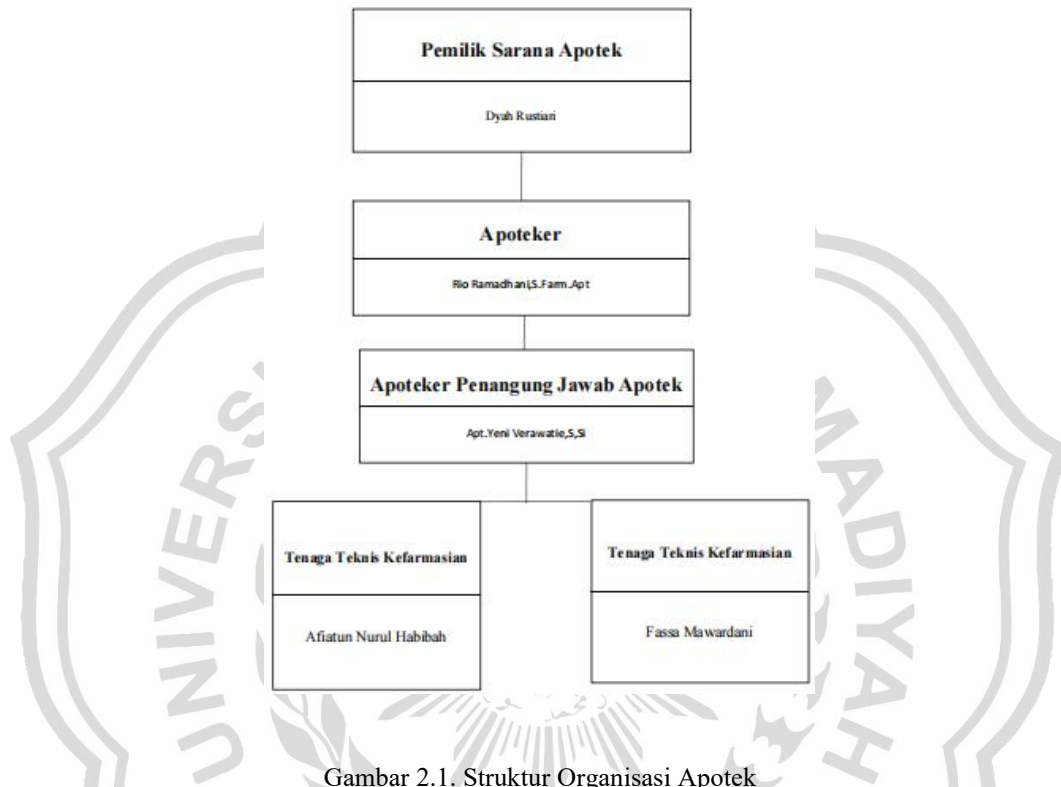 Pemilik Sarana Apotek
Dyah Rustiari
Apoteker
Rio Ramadhani,S.Farm.Apt
Apoteker Penangung Jawab Apotek
Apt.Yeni Verawatie,S,Si
Tenaga Teknis Kefarmasian
Afiatun Nurul Habibah
Tenaga Teknis Kefarmasian
Fassa Mawardani
Gambar 2.1. Struktur Organisasi Apotek